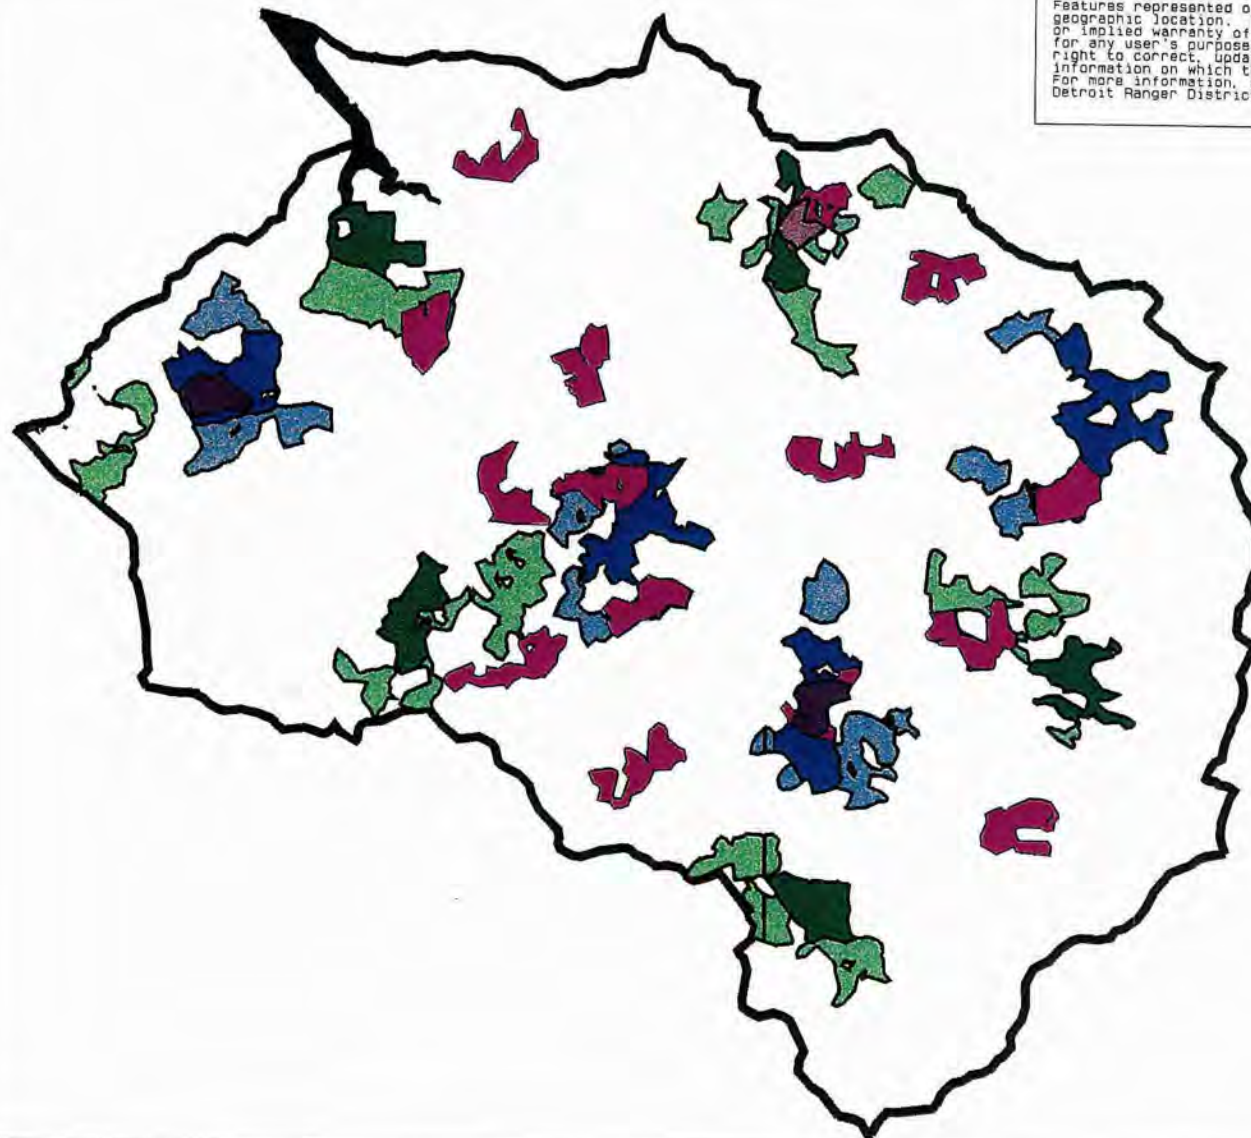 Features represented o
geographic location.
or implied warranty of
for any user's purpose
right to correct, upda
information on which t
For more information,
Detroit Ranger Distric